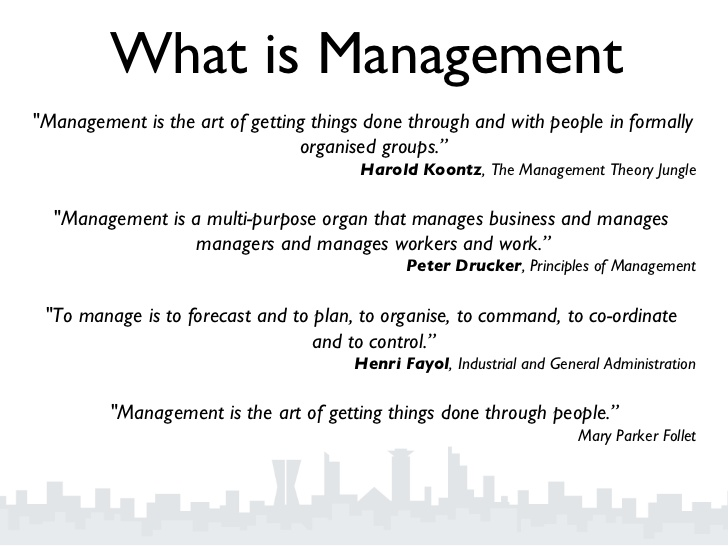 What is Management
"Management is the art of getting things done through and with people in formally
organised groups.”
Harold Koontz, The Management Theory Jungle
"Management is a multi-purpose organ that manages business and manages
managers and manages workers and work.”
Peter Drucker, Principles of Management
"To manage is to forecast and to plan, to organise, to command, to co-ordinate
and to control.”
Henri Fayol, Industrial and General Administration
"Management is the art of getting things done through people.”
Mary Parker Follet